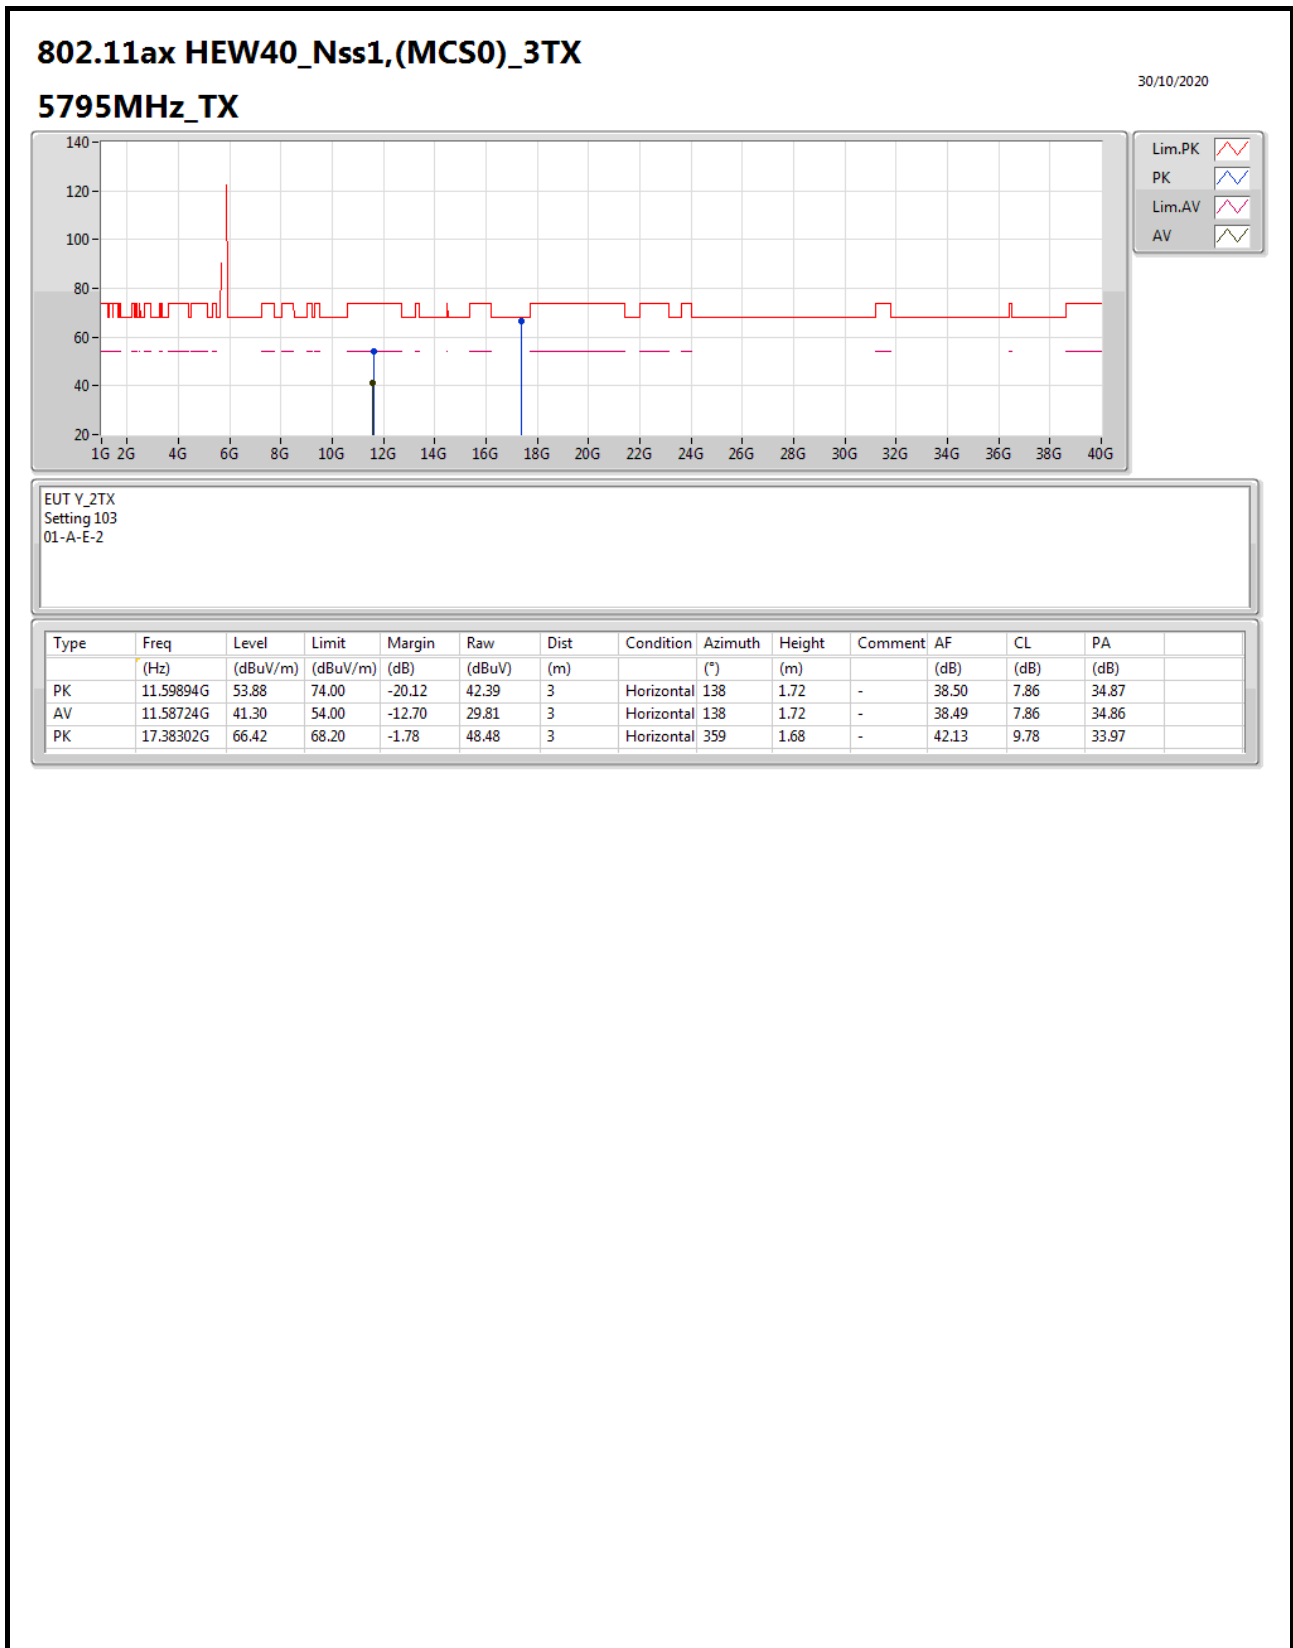 802.11ax HEW40_Nss1,(MCS0)_3TX
30/10/2020
5795MHz_TX
140
120
100
80
60
40
20
1G 2G 4G 6G 8G 10G 12G 14G 16G 18G 20G 22G 24G 26G 28G 30G 32G 34G 36G 38G 40G
Lim.PK
PK
Lim.AV
AV
EUT Y_2TX
Setting 103
01-A-E-2
Type Freq Level Limit Margin Raw Dist Condition Azimuth Height Comment AF CL PA
(Hz) (dBuV/m) (dBuV/m) (dB) (dBuV) (m) (°) (m) (dB) (dB) (dB)
PK 11.59894G 53.88 74.00 -20.12 42.39 3 Horizontal 138 1.72 - 38.50 7.86 34.87
AV 11.58724G 41.30 54.00 -12.70 29.81 3 Horizontal 138 1.72 - 38.49 7.86 34.86
PK 17.38302G 66.42 68.20 -1.78 48.48 3 Horizontal 359 1.68 - 42.13 9.78 33.97